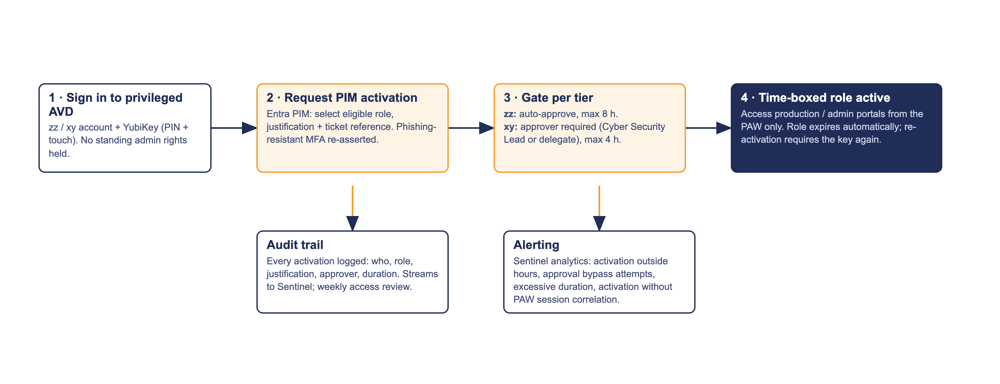 1 · Sign in to privileged
AVD
zz / xy account + YubiKey (PIN +
touch). No standing admin rights
held.
2 · Request PIM activation
Entra PIM: select eligible role,
justification + ticket reference. Phishing-
resistant MFA re-asserted.
3 · Gate per tier
zz: auto-approve, max 8 h.
xy: approver required (Cyber Security
Lead or delegate), max 4 h.
4 · Time-boxed role active
Access production / admin portals from the
PAW only. Role expires automatically; re-
activation requires the key again.
Audit trail
Every activation logged: who, role,
justification, approver, duration. Streams
to Sentinel; weekly access review.
Alerting
Sentinel analytics: activation outside
hours, approval bypass attempts,
excessive duration, activation without
PAW session correlation.